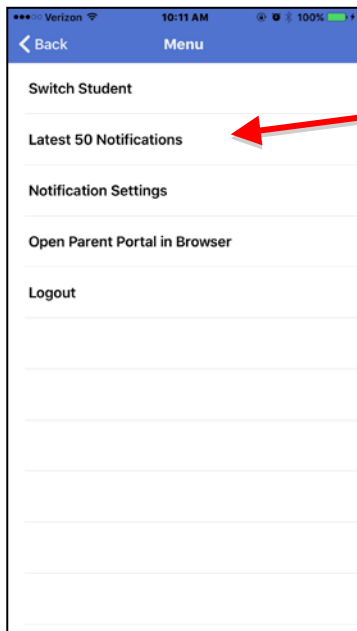 Verizon 10:11 AM 100%
Back Menu
Switch Student
Latest 50 Notifications
Notification Settings
Open Parent Portal in Browser
Logout